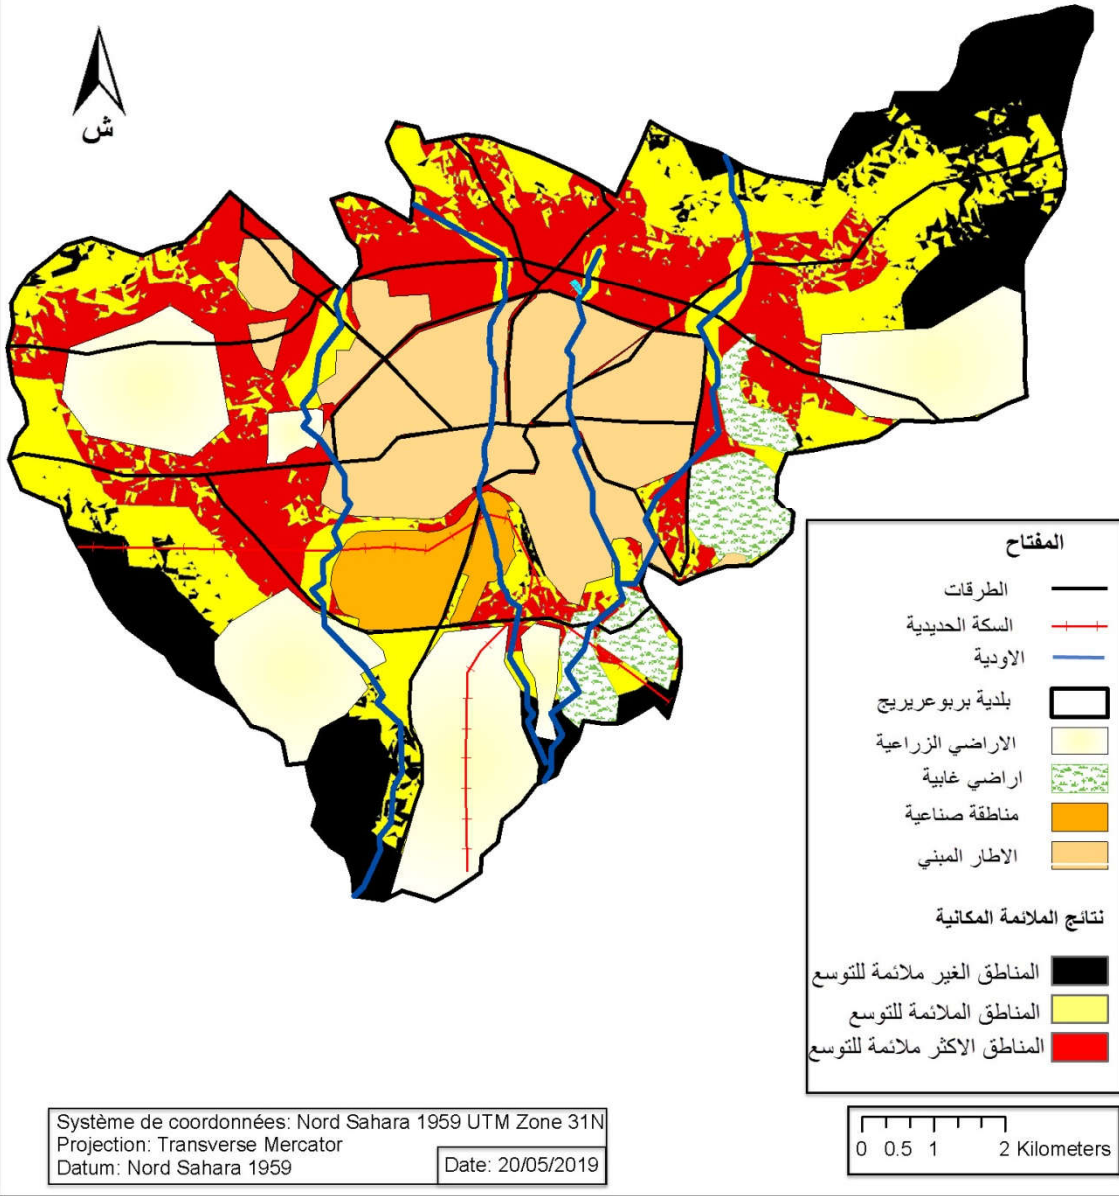 ش
المفتاح
الطرقات
السكة الحديدية
الاودية
بلدية بربوعريريج
الاراضي الزراعية
اراضي غابية
مناطقة صناعية
الاطار المبني
نتائج الملائمة المكانية
المناطق الغير ملائمة للتوسع
المناطق الملائمة للتوسع
المناطق الاكثر ملائمة للتوسع
Système de coordonnées: Nord Sahara 1959 UTM Zone 31N
Projection: Transverse Mercator
Datum: Nord Sahara 1959
Date: 20/05/2019
0 0.5 1 2 Kilometers